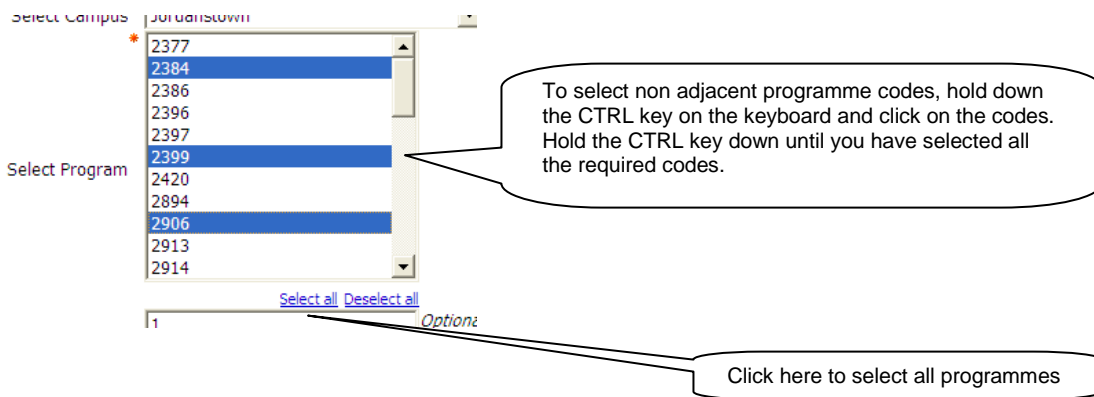 Select Campus Jordanstown
*
2377
2384
2386
2396
2397
2399
2420
2894
2906
2913
2914
Select Program
To select non adjacent programme codes, hold down
the CTRL key on the keyboard and click on the codes.
Hold the CTRL key down until you have selected all
the required codes.
Select all Deselect all
1
Optiona
Click here to select all programmes